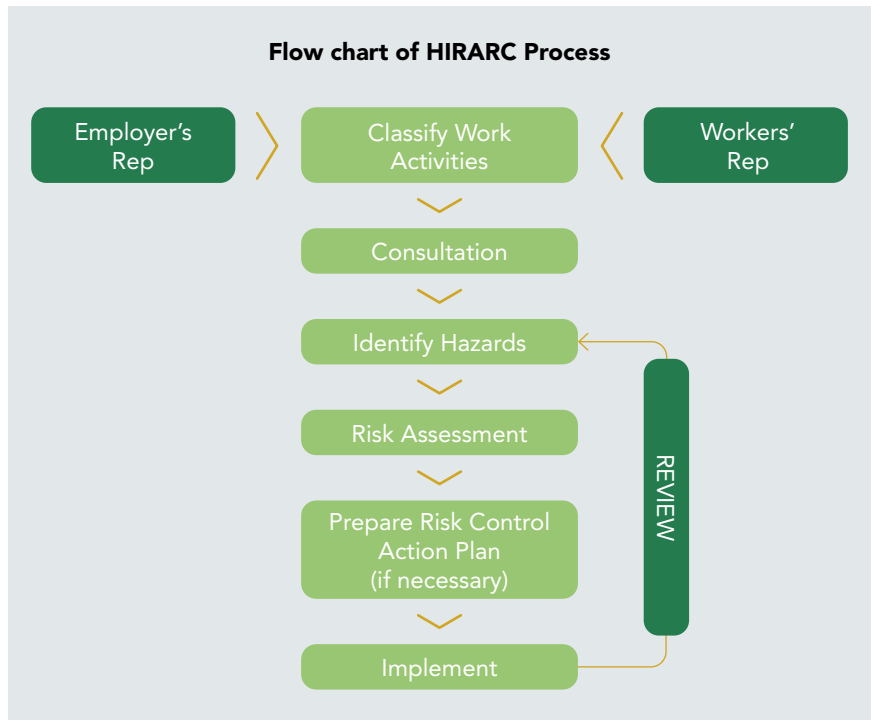 Flow chart of HIRARC Process
Employer's
Rep
Classify Work
Activities
Workers'
Rep
Consultation
Identify Hazards
Risk Assessment
Prepare Risk Control
Action Plan
(if necessary)
Implement
REVIEW